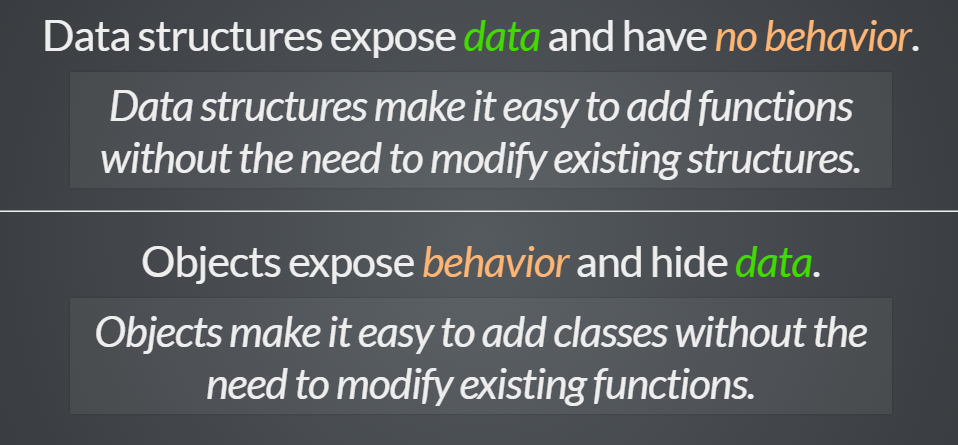 Data structures expose data and have no behavior.
Data structures make it easy to add functions
without the need to modify existing structures.
Objects expose behavior and hide data.
Objects make it easy to add classes without the
need to modify existing functions.